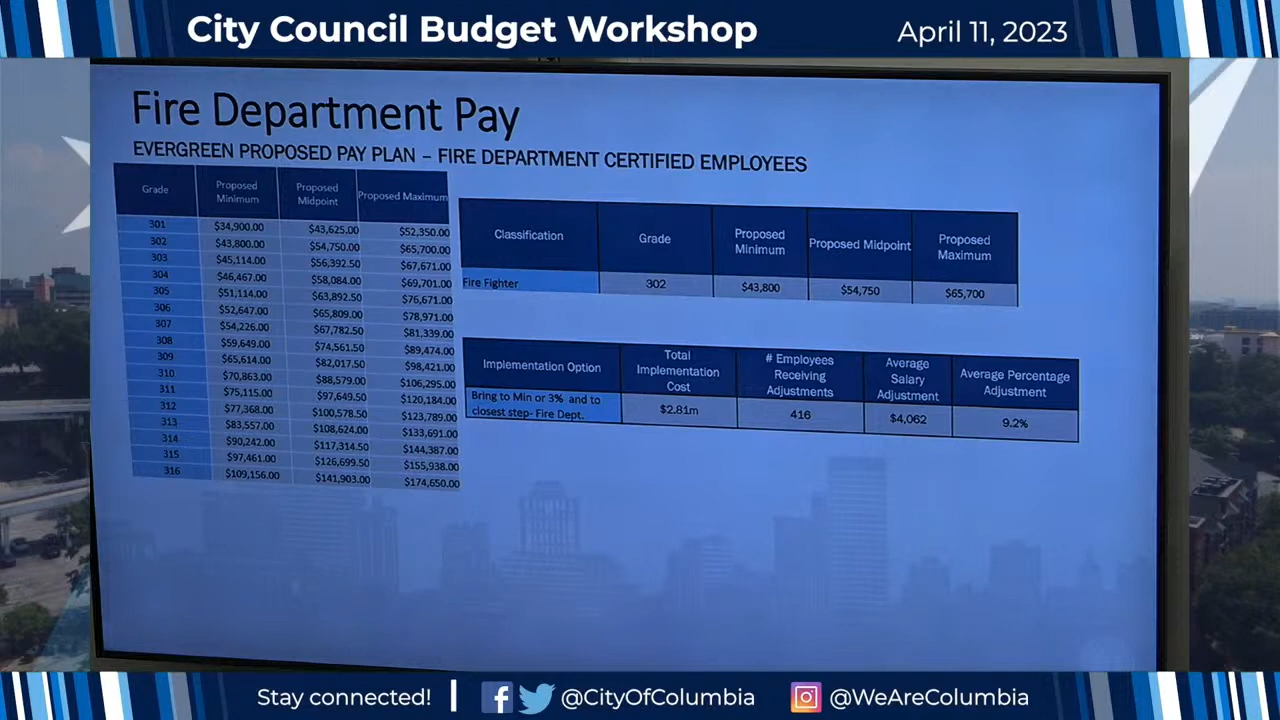 City Council Budget Workshop
April 11, 2023
Fire Department Pay
EVERGREEN PROPOSED PAY PLAN – FIRE DEPARTMENT CERTIFIED EMPLOYEES
Grade Proposed Minimum Proposed Midpoint Proposed Maximum
301 $34,900.00 $43,625.00 $52,350.00
302 $43,800.00 $54,750.00 $65,700.00
303 $45,114.00 $56,392.50 $67,671.00
304 $46,467.00 $58,084.00 $69,701.00
305 $51,114.00 $63,892.50 $76,671.00
306 $52,647.00 $65,809.00 $78,971.00
307 $54,226.00 $67,782.50 $81,339.00
308 $59,649.00 $74,561.50 $89,474.00
309 $65,614.00 $82,017.50 $98,421.00
310 $70,863.00 $88,579.00 $106,295.00
311 $75,115.00 $97,649.50 $120,184.00
312 $77,368.00 $100,578.50 $123,789.00
313 $83,557.00 $108,624.00 $133,691.00
314 $90,242.00 $117,314.50 $144,387.00
315 $97,461.00 $126,699.50 $155,938.00
316 $109,156.00 $141,903.00 $174,650.00
Classification Grade Proposed Minimum Proposed Midpoint Proposed Maximum
Fire Fighter 302 $43,800 $54,750 $65,700
Implementation Option Total Implementation Cost # Employees Receiving Adjustments Average Salary Adjustment Average Percentage Adjustment
Bring to Min or 3% and to closest step- Fire Dept. $2.81m 416 $4,062 9.2%
Stay connected! @CityOfColumbia @WeAreColumbia